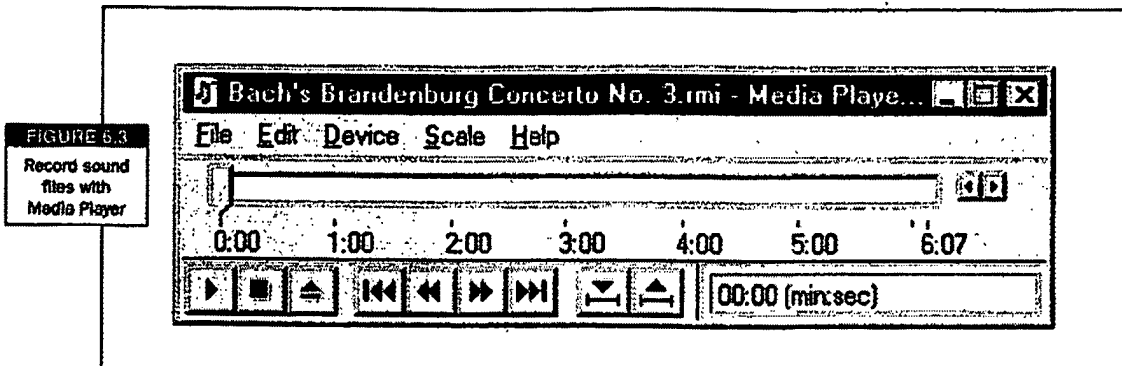 Bach's Brandenburg Concerto No. 3.rmi - Media Playe...
File Edit Device Scale Help
FIGURE 6.3
Record sound
files with
Media Player
0:00 1:00 2:00 3:00 4:00 5:00 6:07
00:00 (min:sec)